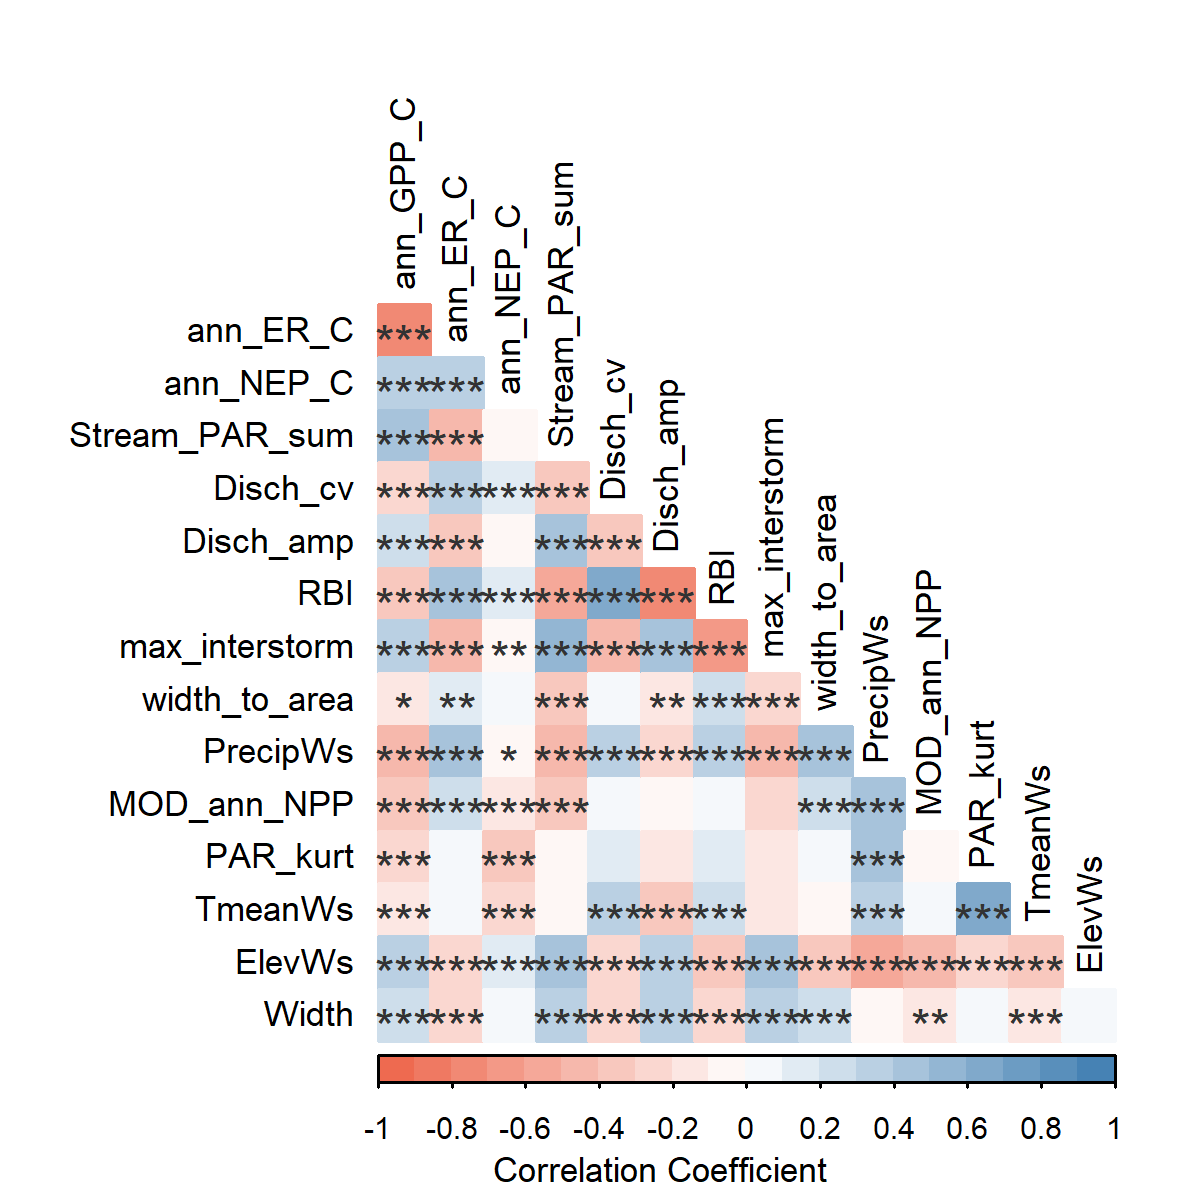 ann_GPP_C
ann_ER_C
ann_NEP_C
Stream_PAR_sum
Disch_cv
Disch_amp
RBI
max_interstorm
width_to_area
PrecipWs
MOD_ann_NPP
PAR_kurt
TmeanWs
ElevWs
ann_ER_C ***
ann_NEP_C *** ***
Stream_PAR_sum *** ***
Disch_cv *** *** *** ***
Disch_amp *** *** *** ***
RBI *** *** *** *** *** ***
max_interstorm *** *** ** *** *** *** ***
width_to_area * ** *** ** *** ***
PrecipWs *** *** * *** *** *** *** *** ***
MOD_ann_NPP *** *** *** *** *** ***
PAR_kurt *** *** ***
TmeanWs *** *** *** *** *** *** ***
ElevWs *** *** *** *** *** *** *** *** *** *** *** *** ***
Width *** *** *** *** *** *** *** *** ** ***
-1 -0.8 -0.6 -0.4 -0.2 0 0.2 0.4 0.6 0.8 1
Correlation Coefficient